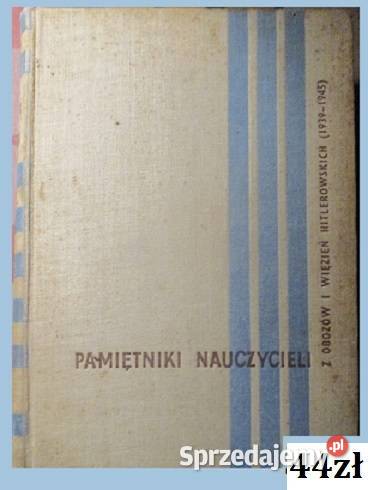 PAMIĘTNIKI NAUCZYCIELI
Z OBOZÓW I WIĘZIEŃ HITLEROWSKICH (1939-1945)
Sprzedajemy.pl
44zł